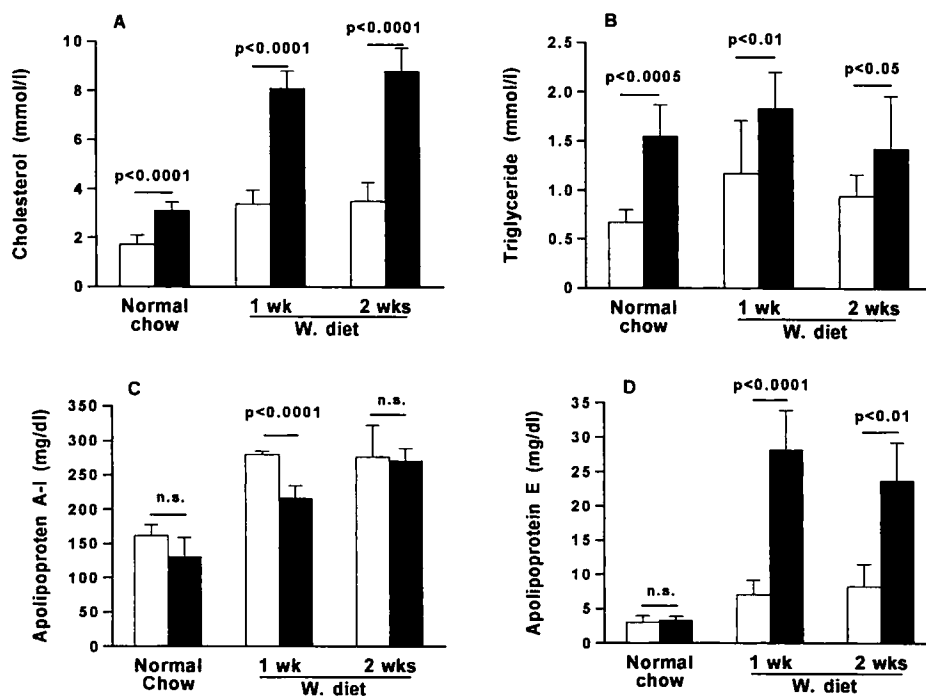 A
p<0.0001
p<0.0001
p<0.0001
Cholesterol (mmol/l)
10
8
6
4
2
0
Normal
chow
1 wk
2 wks
W. diet
B
p<0.01
p<0.0005
p<0.05
Triglyceride (mmol/l)
2.5
2.0
1.5
1.0
0.5
0
Normal
chow
1 wk
2 wks
W. diet
C
n.s.
p<0.0001
n.s.
Apolipoproten A-I (mg/dl)
350
300
250
200
150
100
50
0
Normal
Chow
1 wk
2 wks
W. diet
D
p<0.0001
p<0.01
n.s.
Apolipoprotein E (mg/dl)
35
30
25
20
15
10
5
0
Normal
chow
1 wk
2 wks
W. diet